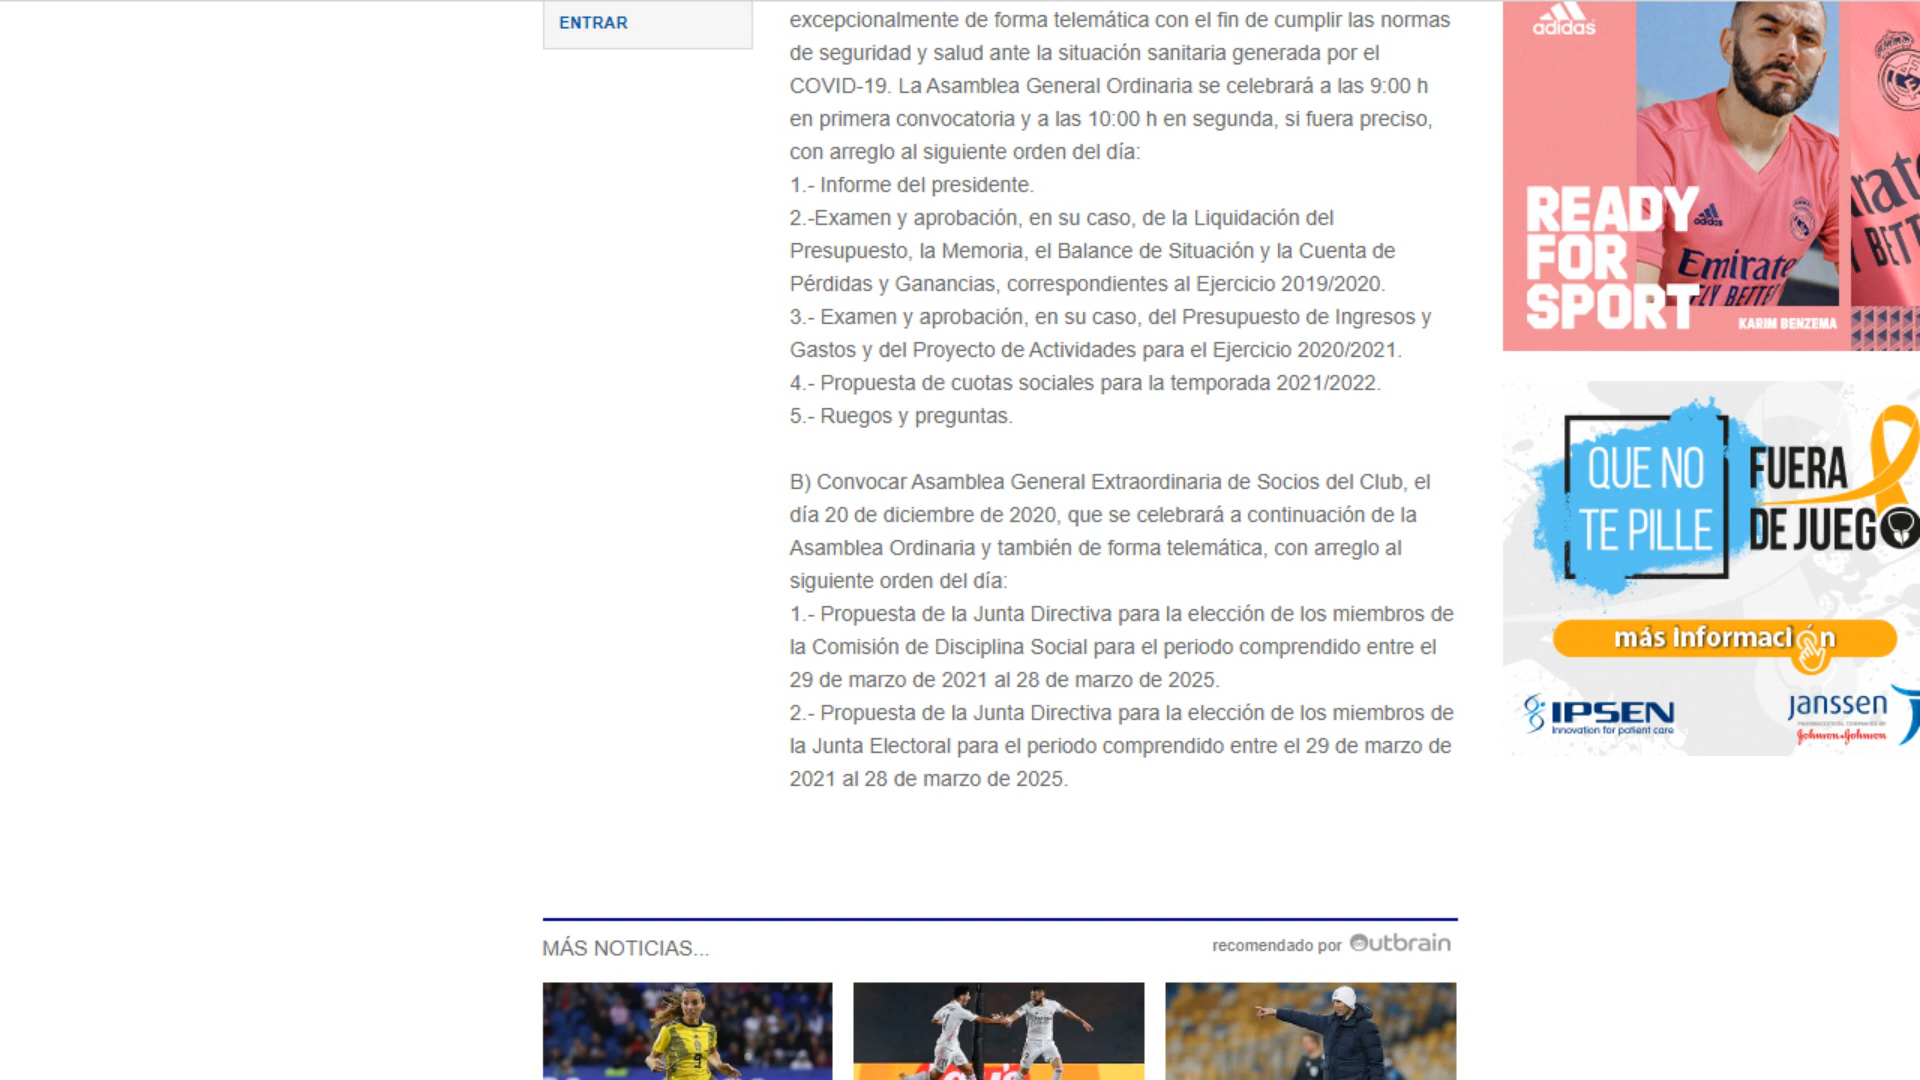 ENTRAR
excepcionalmente de forma telemática con el fin de cumplir las normas
de seguridad y salud ante la situación sanitaria generada por el
COVID-19. La Asamblea General Ordinaria se celebrará a las 9:00 h
en primera convocatoria y a las 10:00 h en segunda, si fuera preciso,
con arreglo al siguiente orden del día:
1.- Informe del presidente.
2.-Examen y aprobación, en su caso, de la Liquidación del
Presupuesto, la Memoria, el Balance de Situación y la Cuenta de
Pérdidas y Ganancias, correspondientes al Ejercicio 2019/2020.
3.- Examen y aprobación, en su caso, del Presupuesto de Ingresos y
Gastos y del Proyecto de Actividades para el Ejercicio 2020/2021.
4.- Propuesta de cuotas sociales para la temporada 2021/2022.
5.- Ruegos y preguntas.
B) Convocar Asamblea General Extraordinaria de Socios del Club, el
día 20 de diciembre de 2020, que se celebrará a continuación de la
Asamblea Ordinaria y también de forma telemática, con arreglo al
siguiente orden del día:
1.- Propuesta de la Junta Directiva para la elección de los miembros de
la Comisión de Disciplina Social para el periodo comprendido entre el
29 de marzo de 2021 al 28 de marzo de 2025.
2.- Propuesta de la Junta Directiva para la elección de los miembros de
la Junta Electoral para el periodo comprendido entre el 29 de marzo de
2021 al 28 de marzo de 2025.
MÁS NOTICIAS...
recomendado por Outbrain
adidas
READY
FOR
SPORT
adidas
Emirate
FLY BETTE
KARIM BENZEMA
rat
BETT
QUE NO
TE PILLE
FUERA
DE JUEGO
más información
IPSEN
Innovation for patient care
janssen
Johnson&Johnson
9